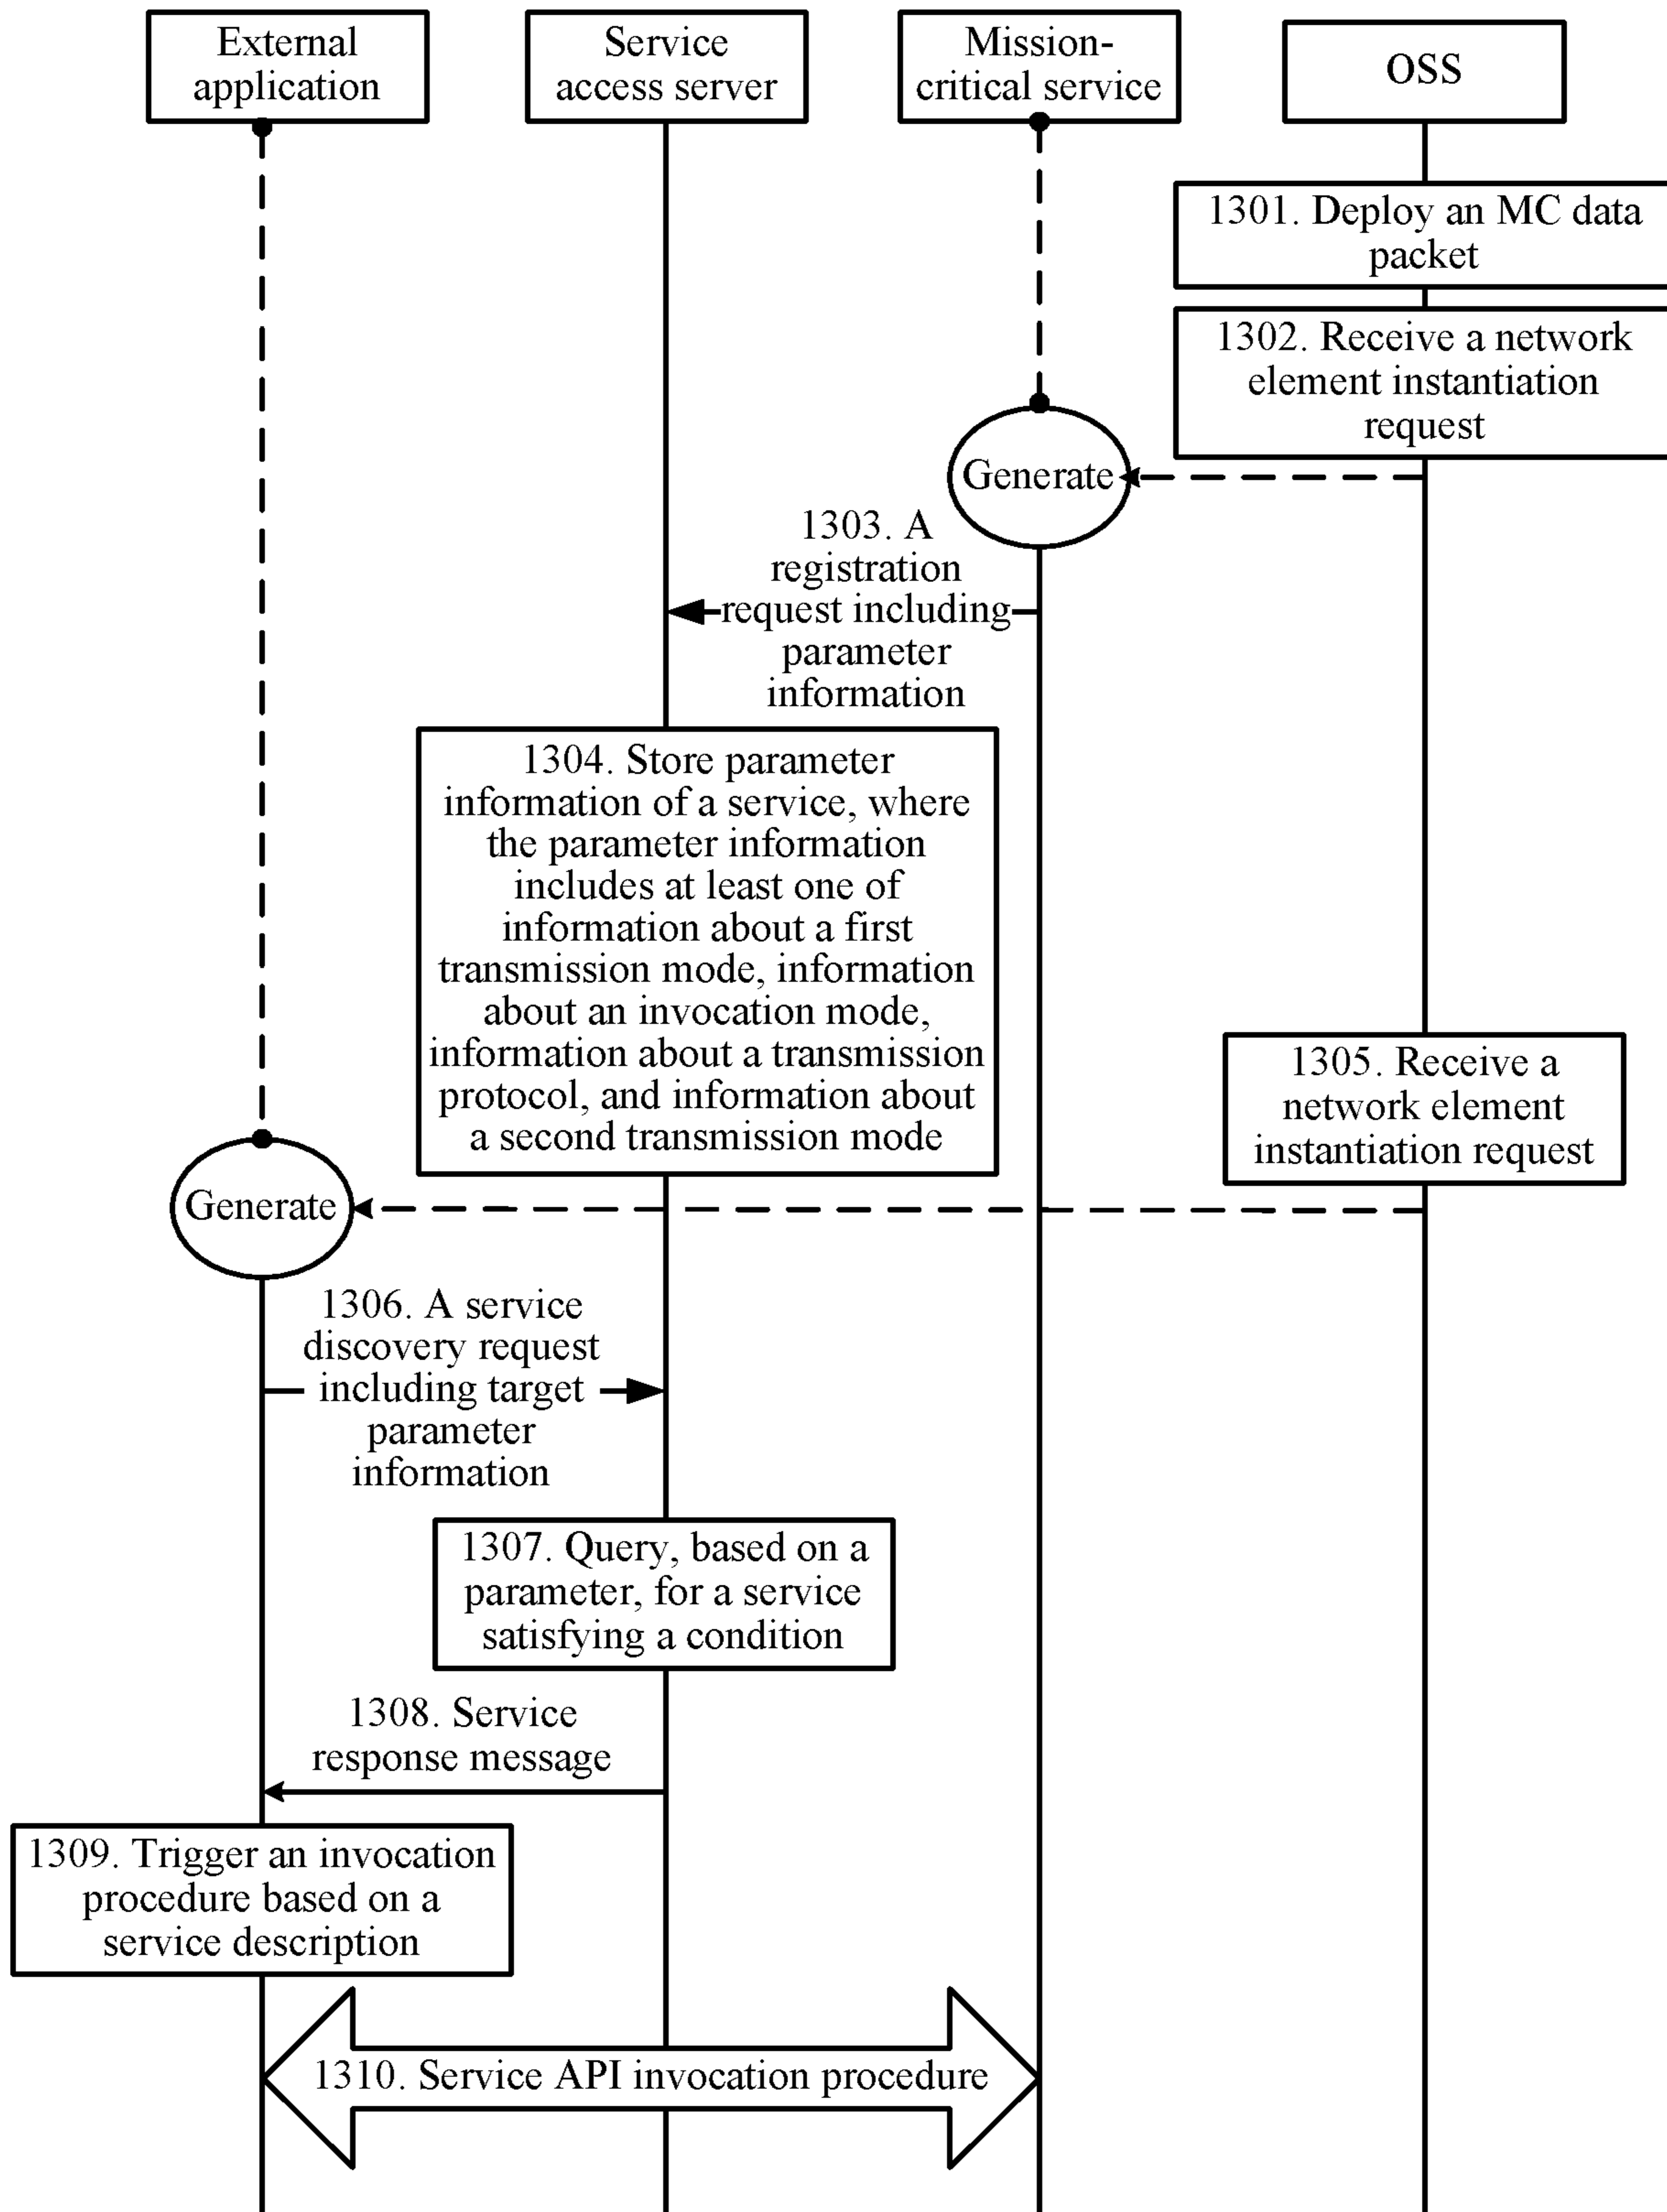 External
application
Service
access server
Mission-
critical service
OSS
1301. Deploy an MC data
packet
1302. Receive a network
element instantiation
request
Generate
1303. A
registration
request including
parameter
information
1304. Store parameter
information of a service, where
the parameter information
includes at least one of
information about a first
transmission mode, information
about an invocation mode,
information about a transmission
protocol, and information about
a second transmission mode
1305. Receive a
network element
instantiation request
Generate
1306. A service
discovery request
including target
parameter
information
1307. Query, based on a
parameter, for a service
satisfying a condition
1308. Service
response message
1309. Trigger an invocation
procedure based on a
service description
1310. Service API invocation procedure